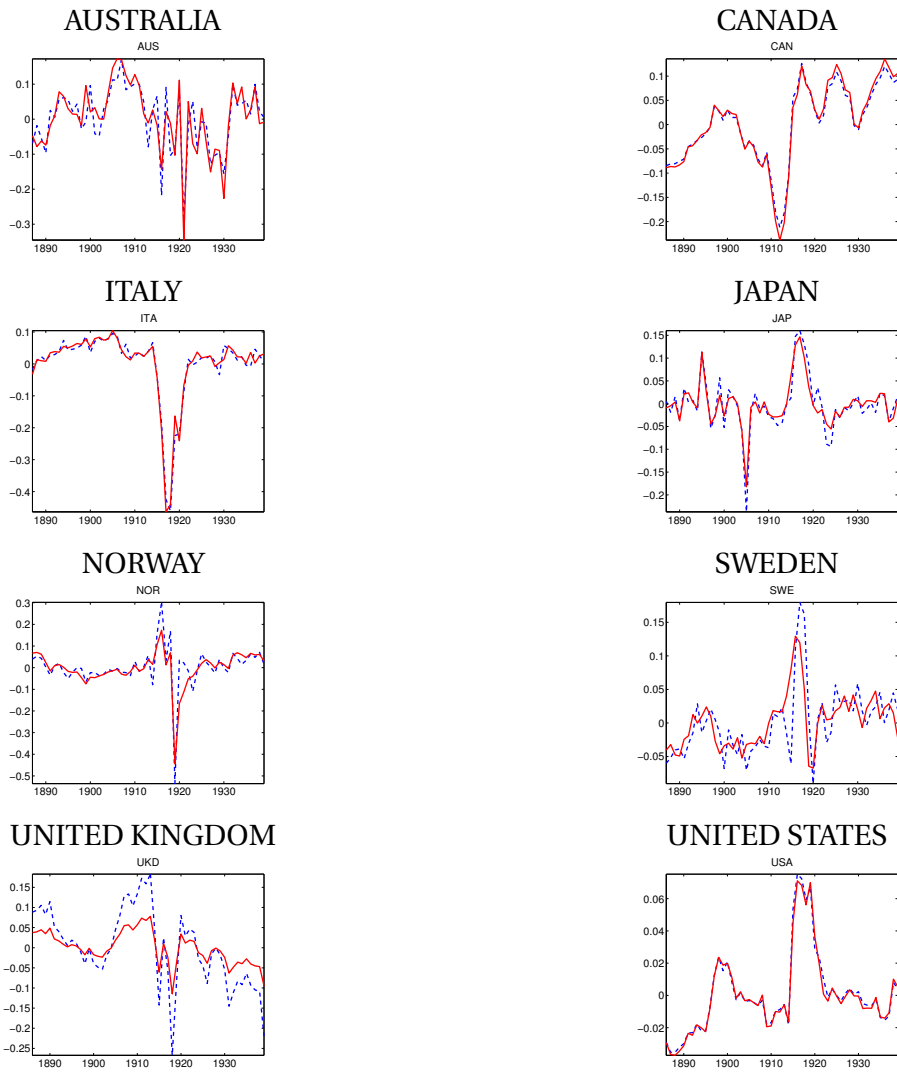 AUSTRALIA
AUS
0.1
0
−0.1
−0.2
−0.3
1890 1900 1910 1920 1930
CANADA
CAN
0.1
0.05
0
−0.05
−0.1
−0.15
−0.2
1890 1900 1910 1920 1930
ITALY
ITA
0.1
0
−0.1
−0.2
−0.3
−0.4
1890 1900 1910 1920 1930
JAPAN
JAP
0.15
0.1
0.05
0
−0.05
−0.1
−0.15
−0.2
1890 1900 1910 1920 1930
NORWAY
NOR
0.3
0.2
0.1
0
−0.1
−0.2
−0.3
−0.4
−0.5
1890 1900 1910 1920 1930
SWEDEN
SWE
0.15
0.1
0.05
0
−0.05
1890 1900 1910 1920 1930
UNITED KINGDOM
UKD
0.15
0.1
0.05
0
−0.05
−0.1
−0.15
−0.2
−0.25
1890 1900 1910 1920 1930
UNITED STATES
USA
0.06
0.04
0.02
0
−0.02
1890 1900 1910 1920 1930